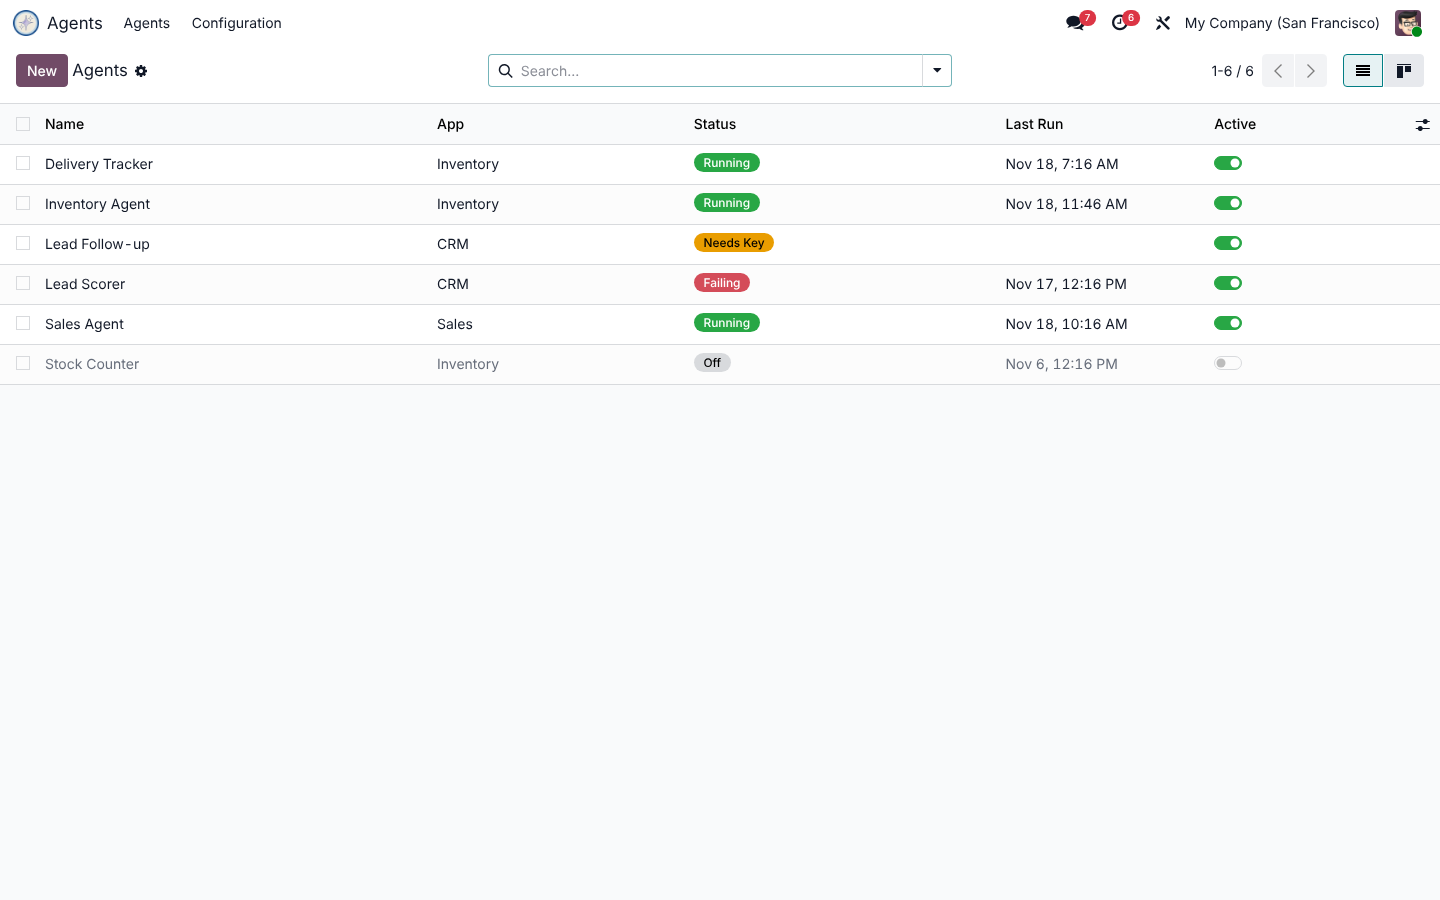 Agents Agents Configuration 7 6 My Company (San Francisco)
New Agents Search... 1-6 / 6
Name App Status Last Run Active
Delivery Tracker Inventory Running Nov 18, 7:16 AM
Inventory Agent Inventory Running Nov 18, 11:46 AM
Lead Follow-up CRM Needs Key
Lead Scorer CRM Failing Nov 17, 12:16 PM
Sales Agent Sales Running Nov 18, 10:16 AM
Stock Counter Inventory Off Nov 6, 12:16 PM